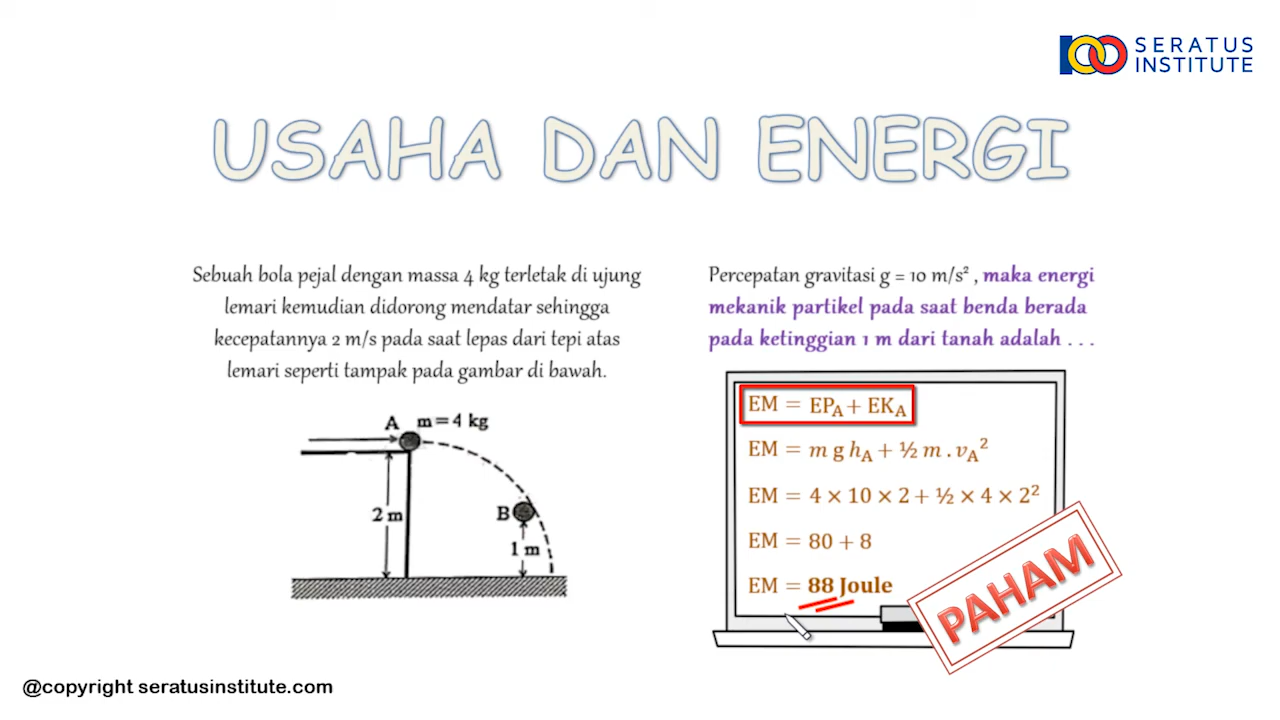 SERATUS
INSTITUTE
USAHA DAN ENERGI
Sebuah bola pejal dengan massa 4 kg terletak di ujung
lemari kemudian didorong mendatar sehingga
kecepatannya 2 m/s pada saat lepas dari tepi atas
lemari seperti tampak pada gambar di bawah.
A m = 4 kg
2 m
B
1 m
Percepatan gravitasi g = 10 m/s² , maka energi
mekanik partikel pada saat benda berada
pada ketinggian 1 m dari tanah adalah . . .
EM = EP_A + EK_A
EM = m g h_A + ½ m . v_A²
EM = 4 × 10 × 2 + ½ × 4 × 2²
EM = 80 + 8
EM = 88 Joule
PAHAM
@copyright seratusinstitute.com